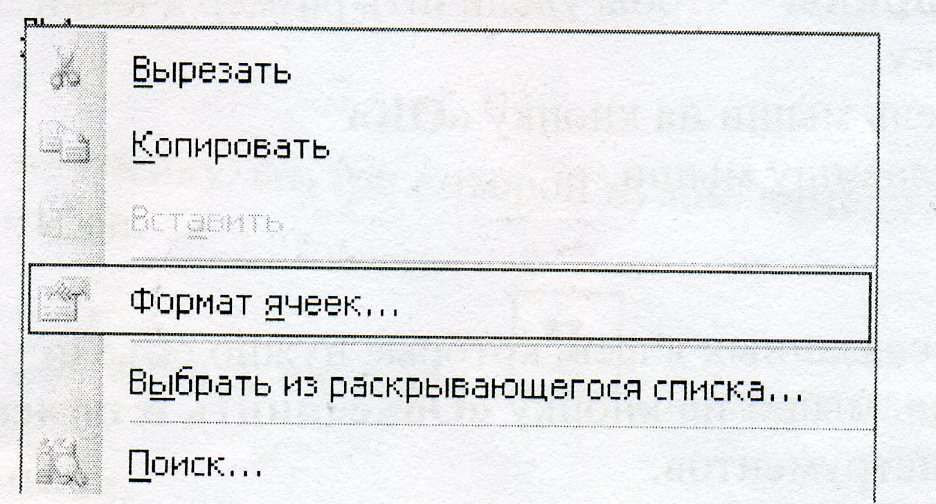 Вырезать
Копировать
Вставить
Формат ячеек...
Выбрать из раскрывающегося списка...
Поиск...